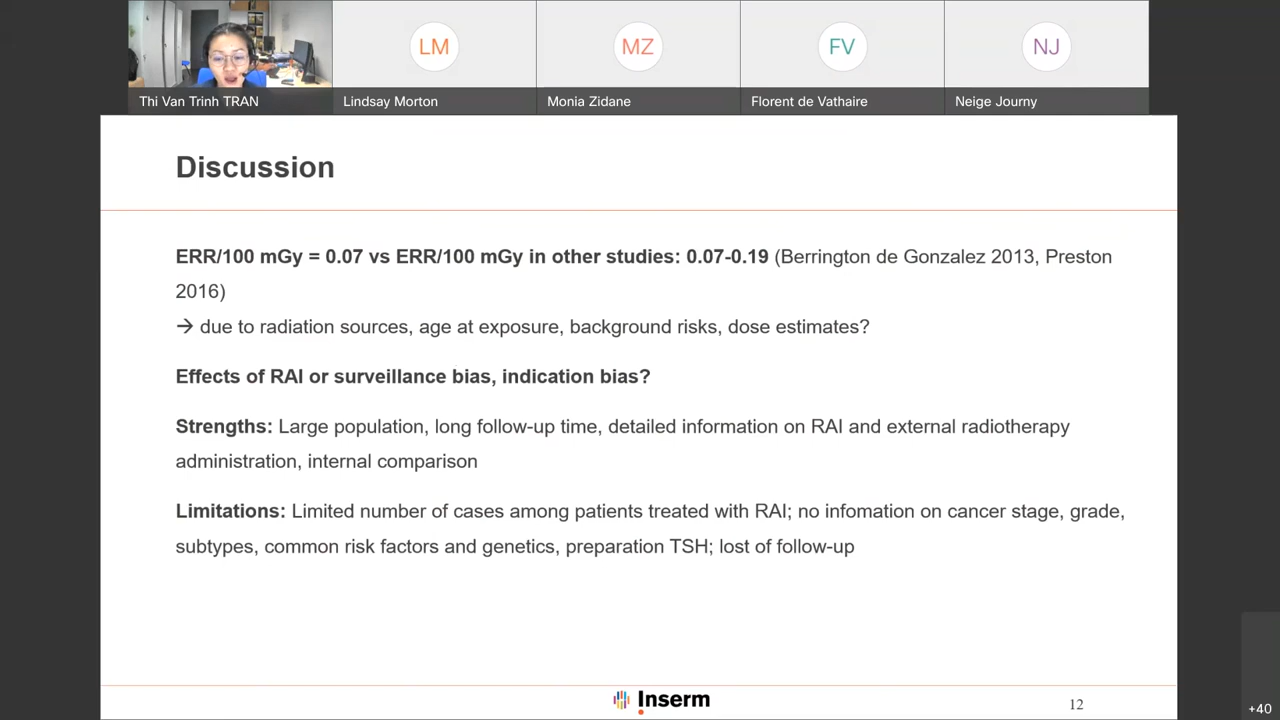 LM
MZ
FV
NJ
Thi Van Trinh TRAN
Lindsay Morton
Monia Zidane
Florent de Vathaire
Neige Journy
Discussion
ERR/100 mGy = 0.07 vs ERR/100 mGy in other studies: 0.07-0.19 (Berrington de Gonzalez 2013, Preston
2016)
→ due to radiation sources, age at exposure, background risks, dose estimates?
Effects of RAI or surveillance bias, indication bias?
Strengths: Large population, long follow-up time, detailed information on RAI and external radiotherapy
administration, internal comparison
Limitations: Limited number of cases among patients treated with RAI; no infomation on cancer stage, grade,
subtypes, common risk factors and genetics, preparation TSH; lost of follow-up
Inserm
12
+40